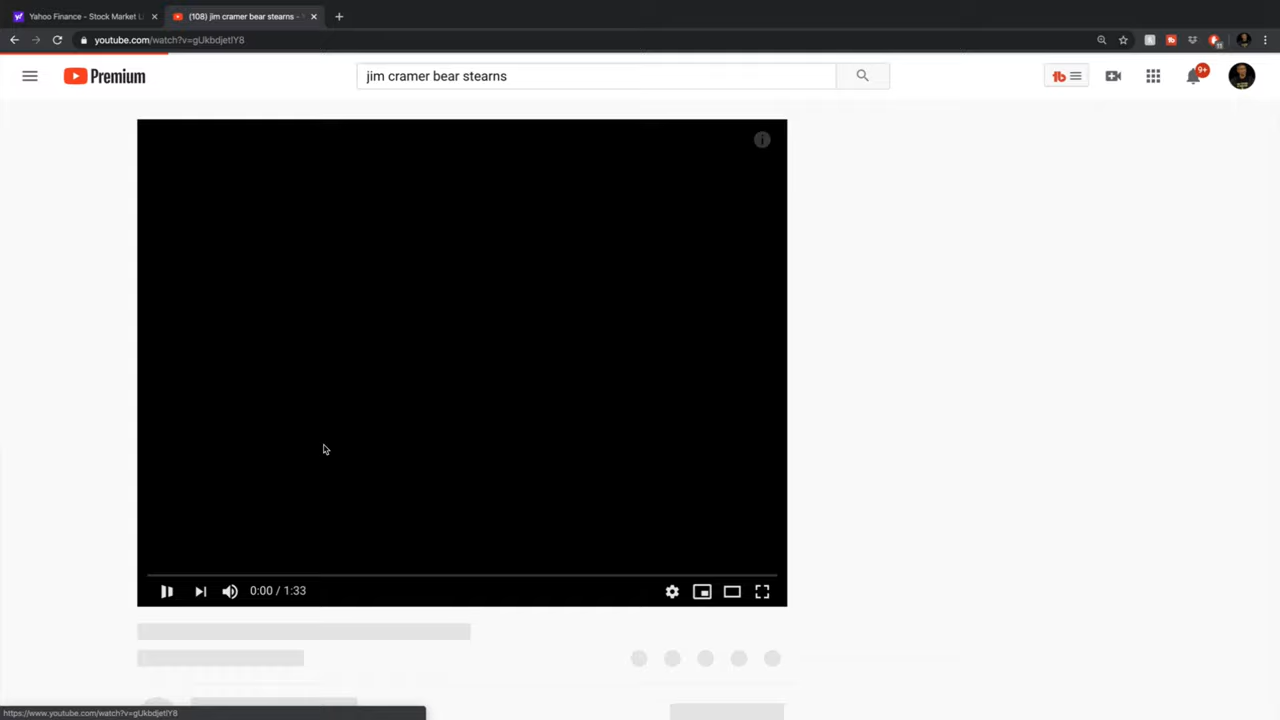 Yahoo Finance - Stock Market L
(108) jim cramer bear stearns -
youtube.com/watch?v=gUkbdjetlY8
Premium
jim cramer bear stearns
tb
9+
0:00 / 1:33
https://www.youtube.com/watch?v=gUkbdjetlY8